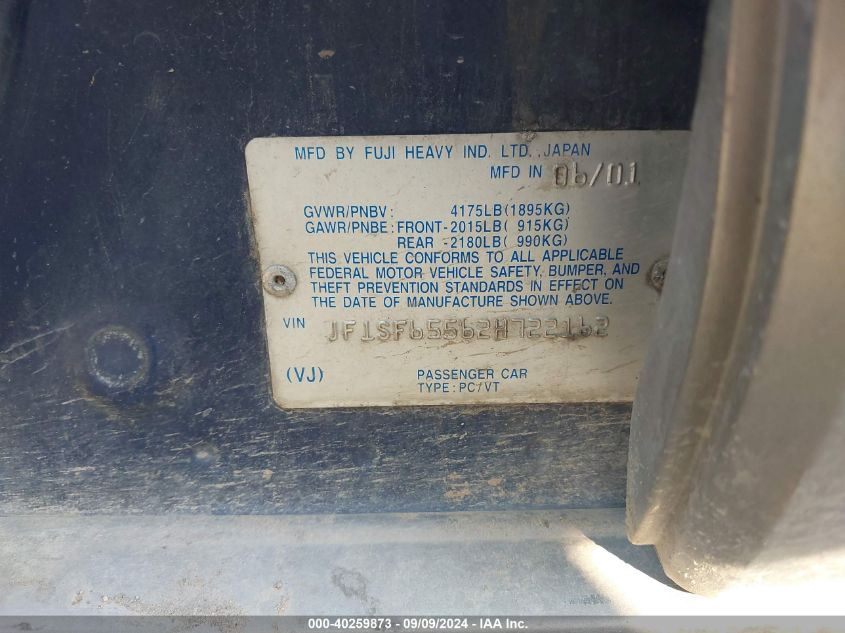 MFD BY FUJI HEAVY IND. LTD., JAPAN
MFD IN 06/01
GVWR/PNBV: 4175LB(1895KG)
GAWR/PNBE: FRONT-2015LB( 915KG)
REAR -2180LB( 990KG)
THIS VEHICLE CONFORMS TO ALL APPLICABLE
FEDERAL MOTOR VEHICLE SAFETY, BUMPER, AND
THEFT PREVENTION STANDARDS IN EFFECT ON
THE DATE OF MANUFACTURE SHOWN ABOVE.
VIN JF1SF65562H722162
(VJ) PASSENGER CAR
TYPE: PC/VT
000-40259873 - 09/09/2024 - IAA Inc.